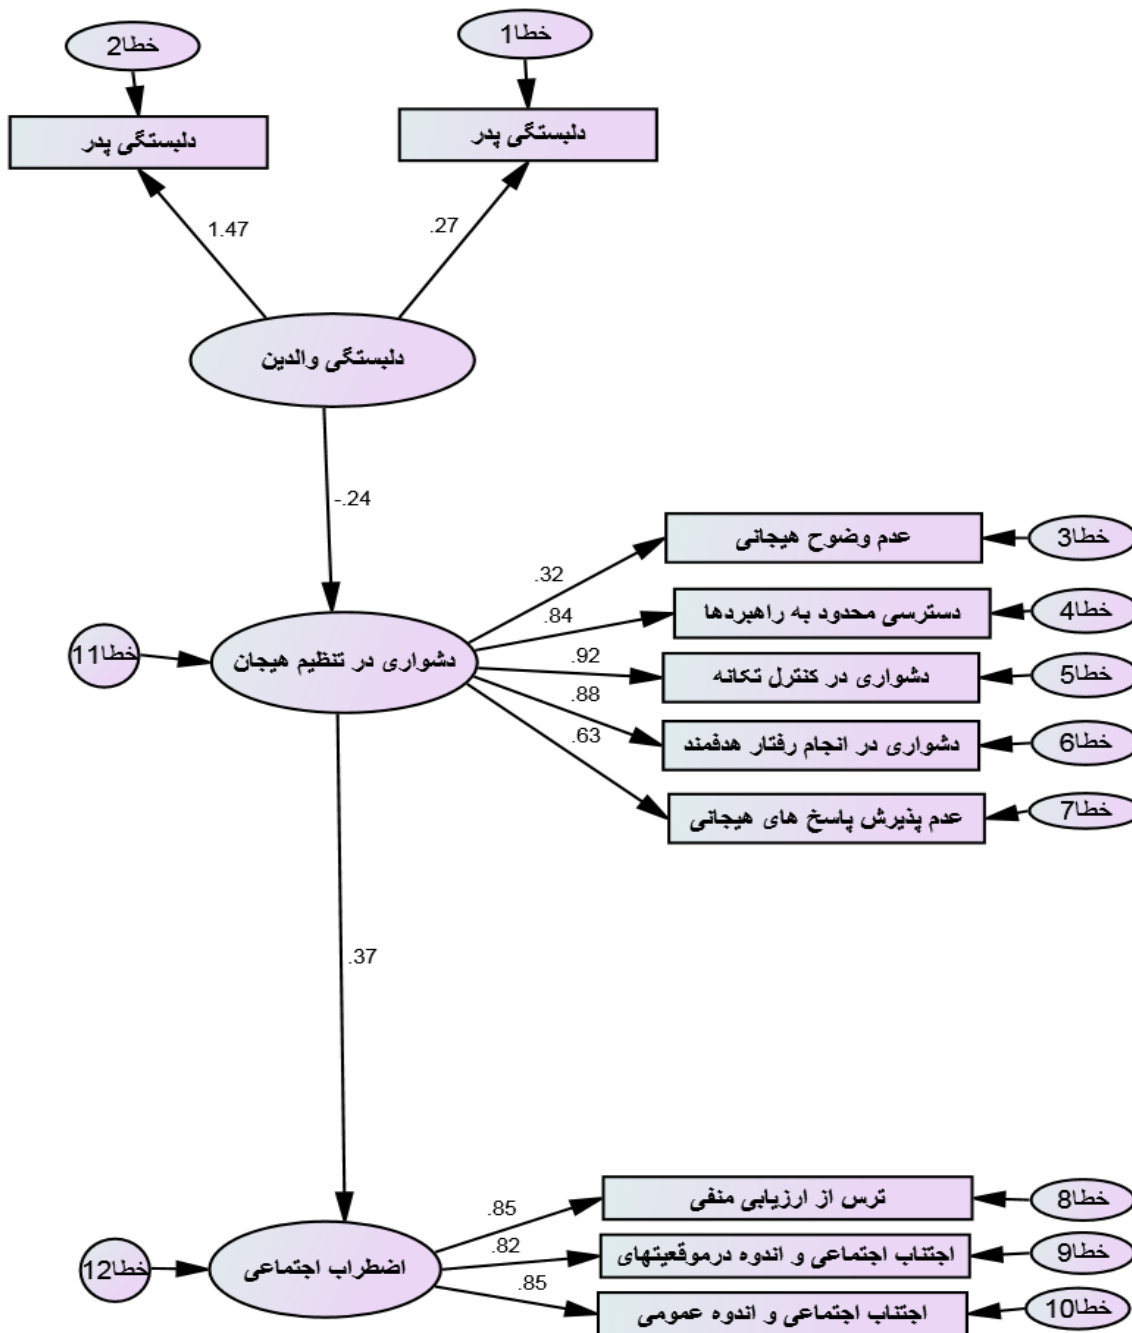 خطا2
خطا1
دلبستگی پدر
دلبستگی پدر
1.47
.27
دلبستگی والدین
-.24
عدم وضوح هیجانی
خطا3
.32
دسترسی محدود به راهبردها
خطا4
.84
دشواری در تنظیم هیجان
خطا11
دشواری در کنترل تکانه
خطا5
.92
.88
دشواری در انجام رفتار هدفمند
خطا6
.63
عدم پذیرش پاسخ های هیجانی
خطا7
.37
ترس از ارزیابی منفی
خطا8
.85
اجتناب اجتماعی و اندوه درموقعیتهای
خطا9
.82
اضطراب اجتماعی
خطا12
.85
اجتناب اجتماعی و اندوه عمومی
خطا10